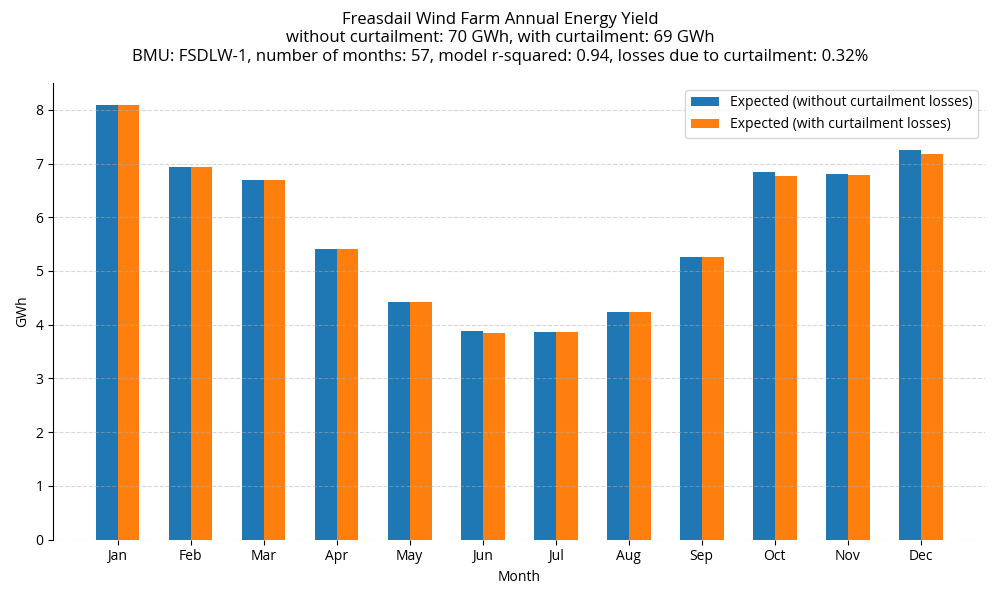 Freasdail Wind Farm Annual Energy Yield
without curtailment: 70 GWh, with curtailment: 69 GWh
BMU: FSDLW-1, number of months: 57, model r-squared: 0.94, losses due to curtailment: 0.32%
Expected (without curtailment losses)
Expected (with curtailment losses)
GWh
8
7
6
5
4
3
2
1
0
Jan Feb Mar Apr May Jun Jul Aug Sep Oct Nov Dec
Month